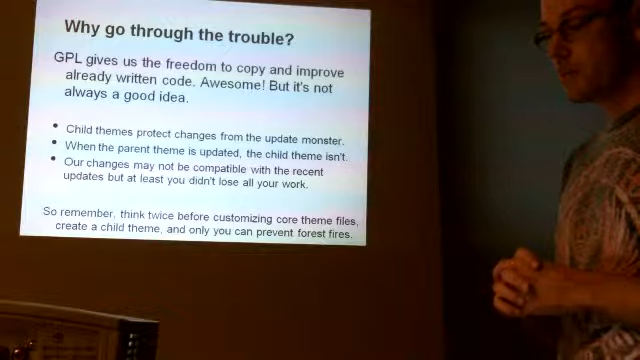 Why go through the trouble?
GPL gives us the freedom to copy and improve
already written code. Awesome! But it's not
always a good idea.
• Child themes protect changes from the update monster.
• When the parent theme is updated, the child theme isn't.
• Our changes may not be compatible with the recent
updates but at least you didn't lose all your work.
So remember, think twice before customizing core theme files,
create a child theme, and only you can prevent forest fires.